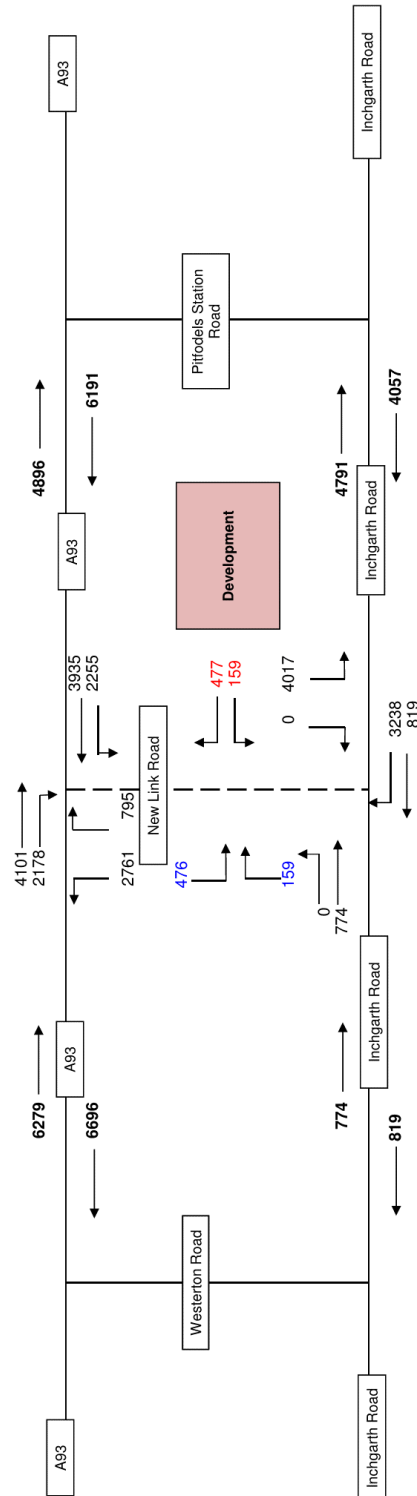 4101
2178
6279
4896
A93
A93
A93
A93
3935
2255
6696
6191
2761
795
New Link Road
476
Westerton Road
Pitfodels Station
Road
477
159
Development
159
0
4017
0
774
774
4791
Inchgarth Road
Inchgarth Road
Inchgarth Road
Inchgarth Road
819
4057
3238
819